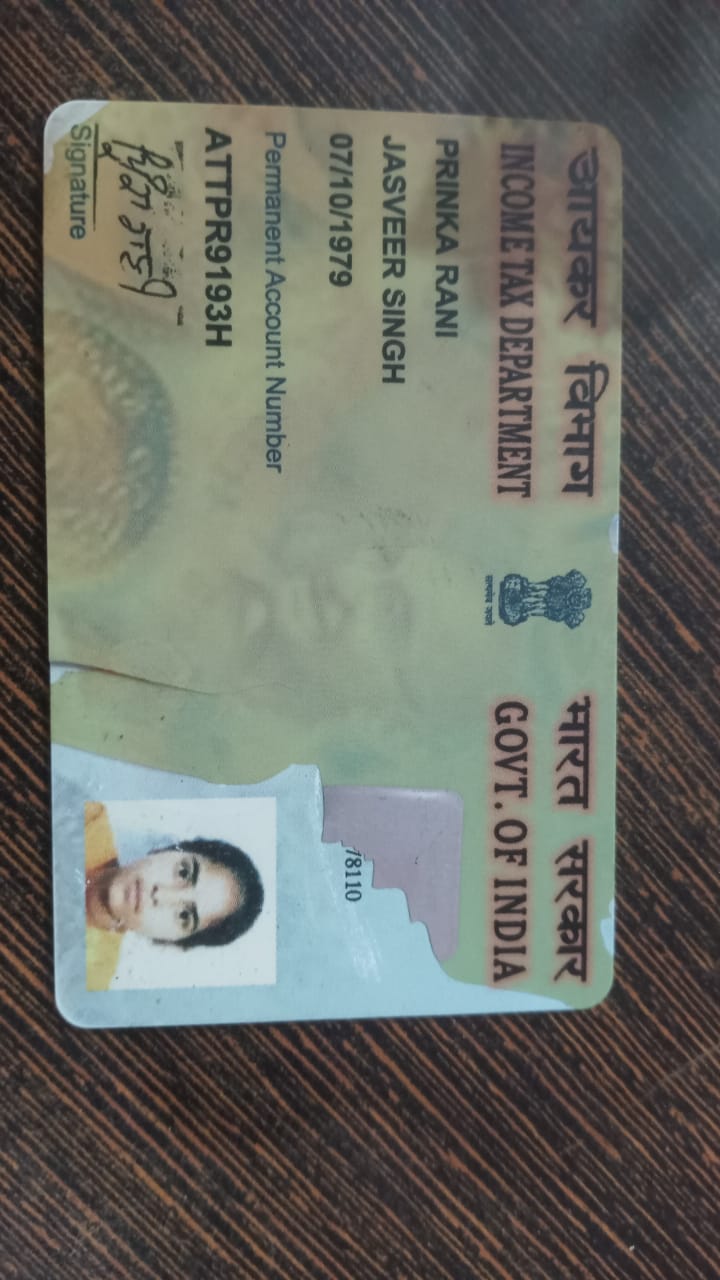 आयकर विभाग
INCOME TAX DEPARTMENT
भारत सरकार
GOVT. OF INDIA
PRINKA RANI
JASVEER SINGH
07/10/1979
Permanent Account Number
ATTPR9193H
Signature
8110